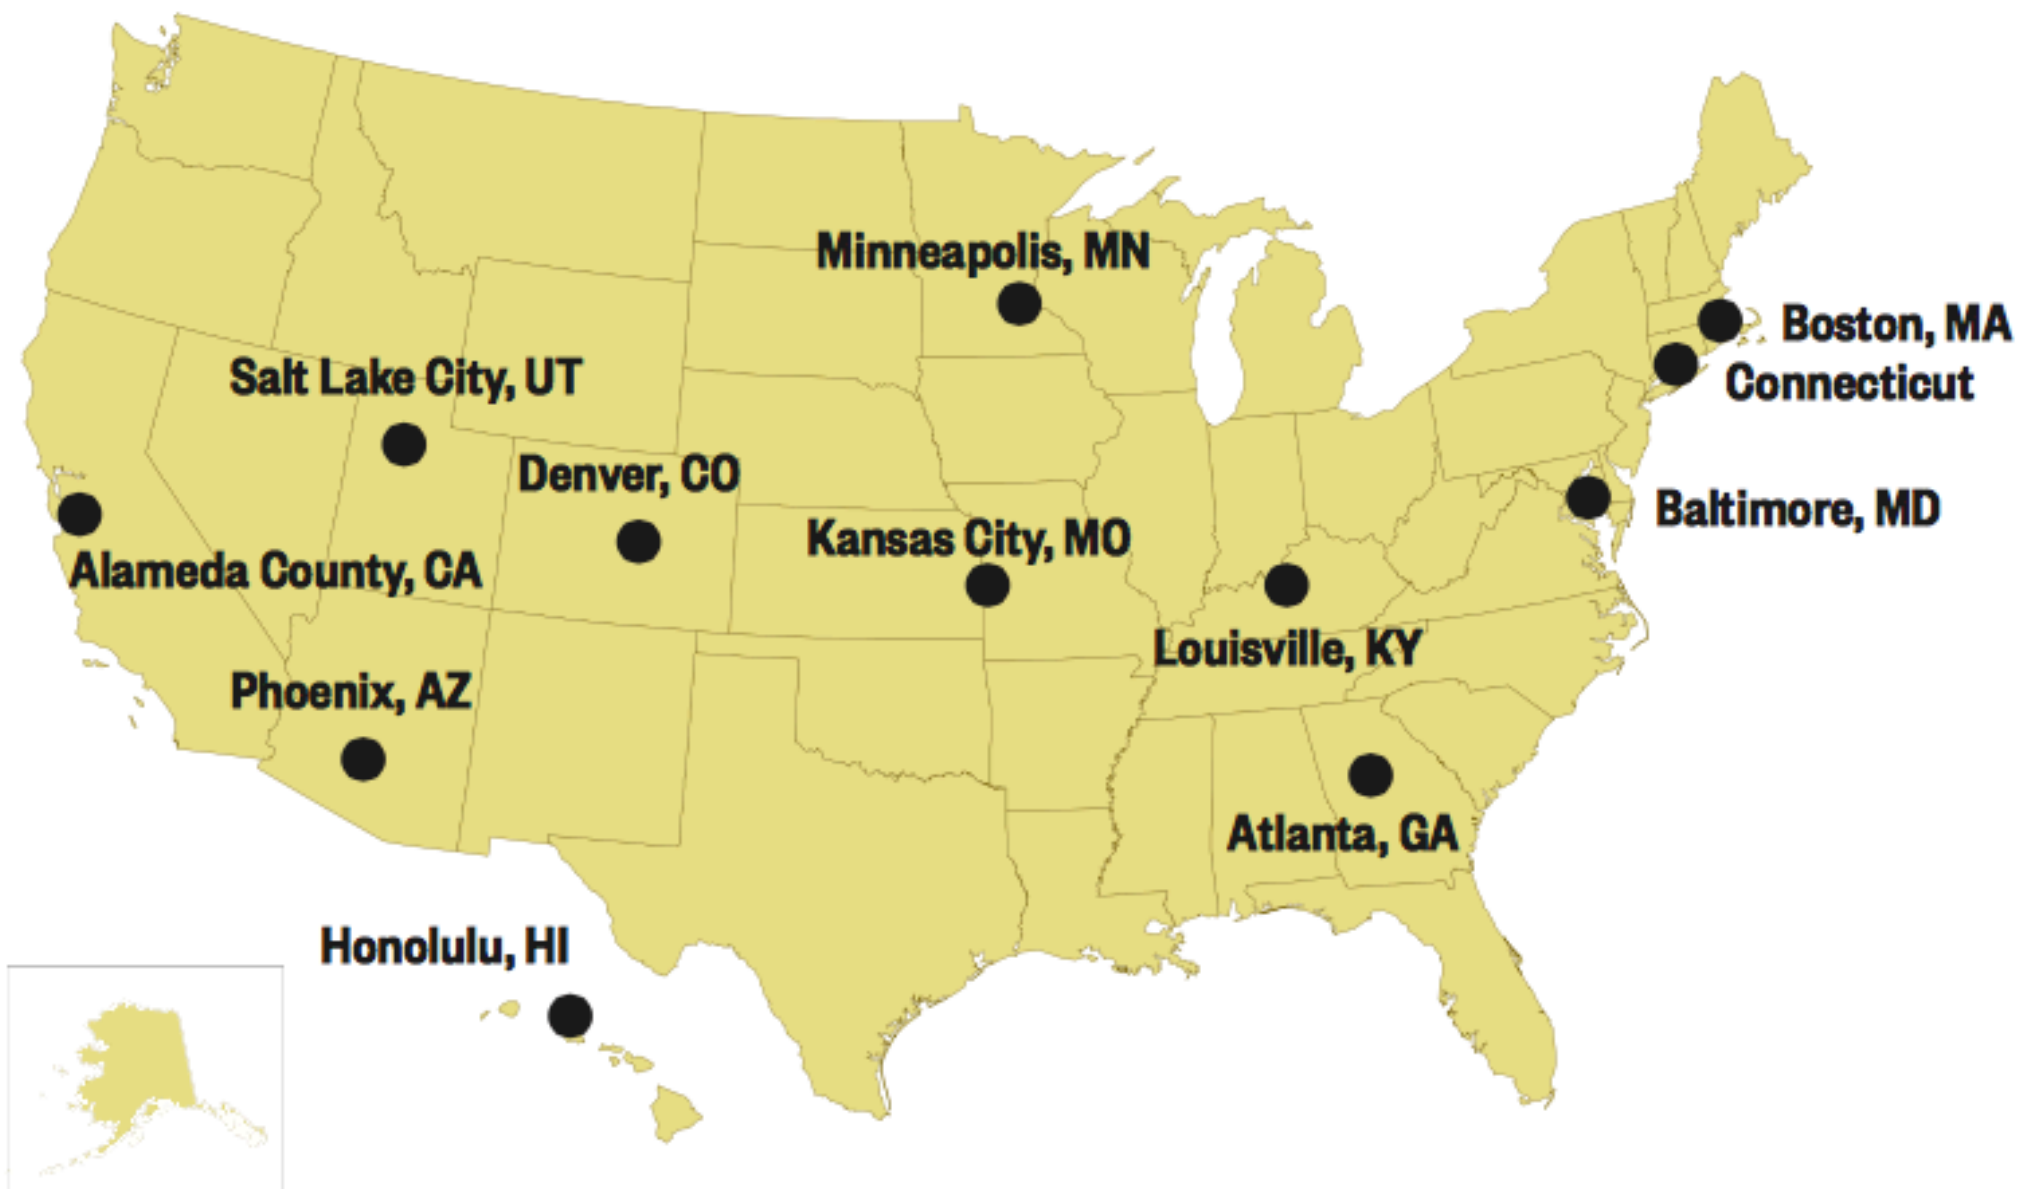 Minneapolis, MN
Boston, MA
Salt Lake City, UT
Connecticut
Denver, CO
Baltimore, MD
Kansas City, MO
Alameda County, CA
Louisville, KY
Phoenix, AZ
Atlanta, GA
Honolulu, HI